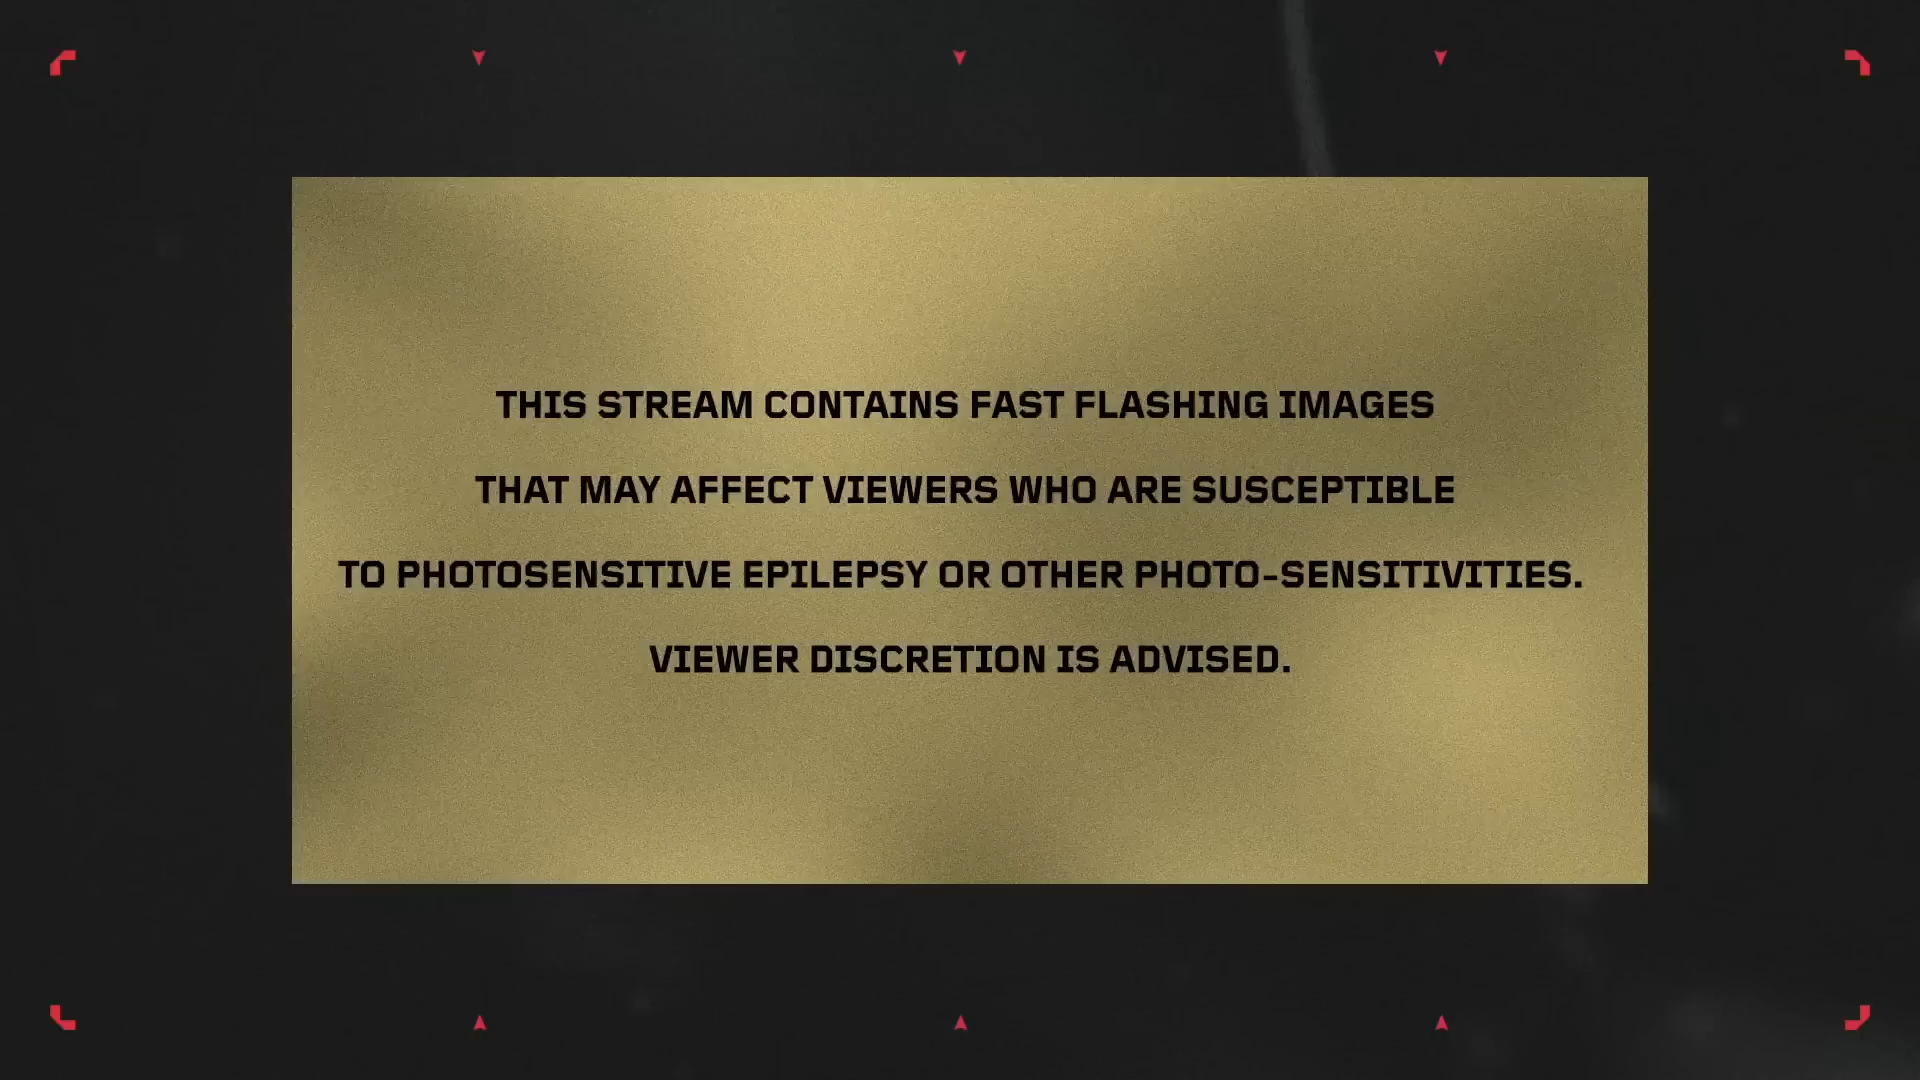 THIS STREAM CONTAINS FAST FLASHING IMAGES
THAT MAY AFFECT VIEWERS WHO ARE SUSCEPTIBLE
TO PHOTOSENSITIVE EPILEPSY OR OTHER PHOTO-SENSITIVITIES.
VIEWER DISCRETION IS ADVISED.